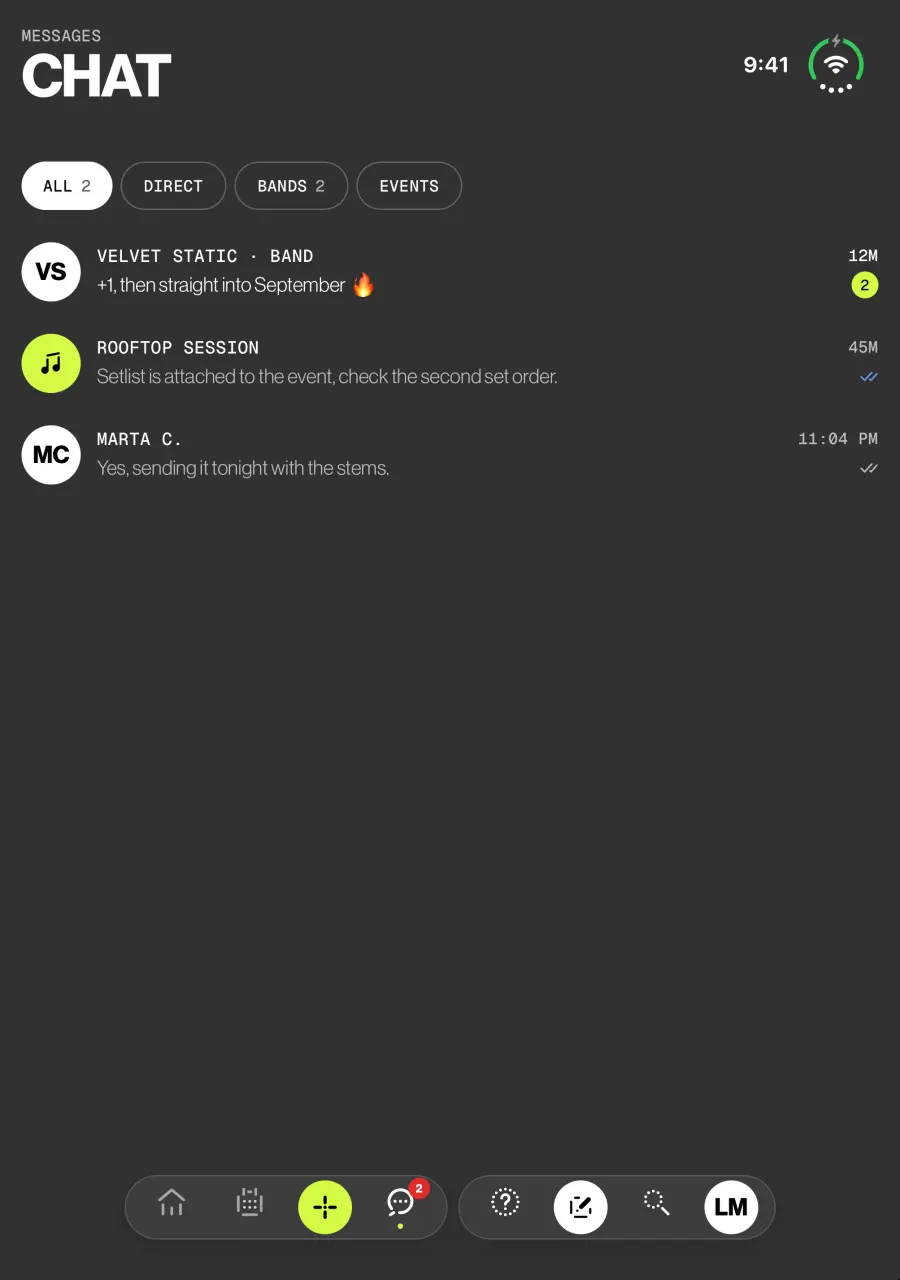 MESSAGES
CHAT
9:41
ALL 2
DIRECT
BANDS 2
EVENTS
VS
VELVET STATIC · BAND
12M
+1, then straight into September 🔥
2
ROOFTOP SESSION
45M
Setlist is attached to the event, check the second set order.
MC
MARTA C.
11:04 PM
Yes, sending it tonight with the stems.
2
?
LM